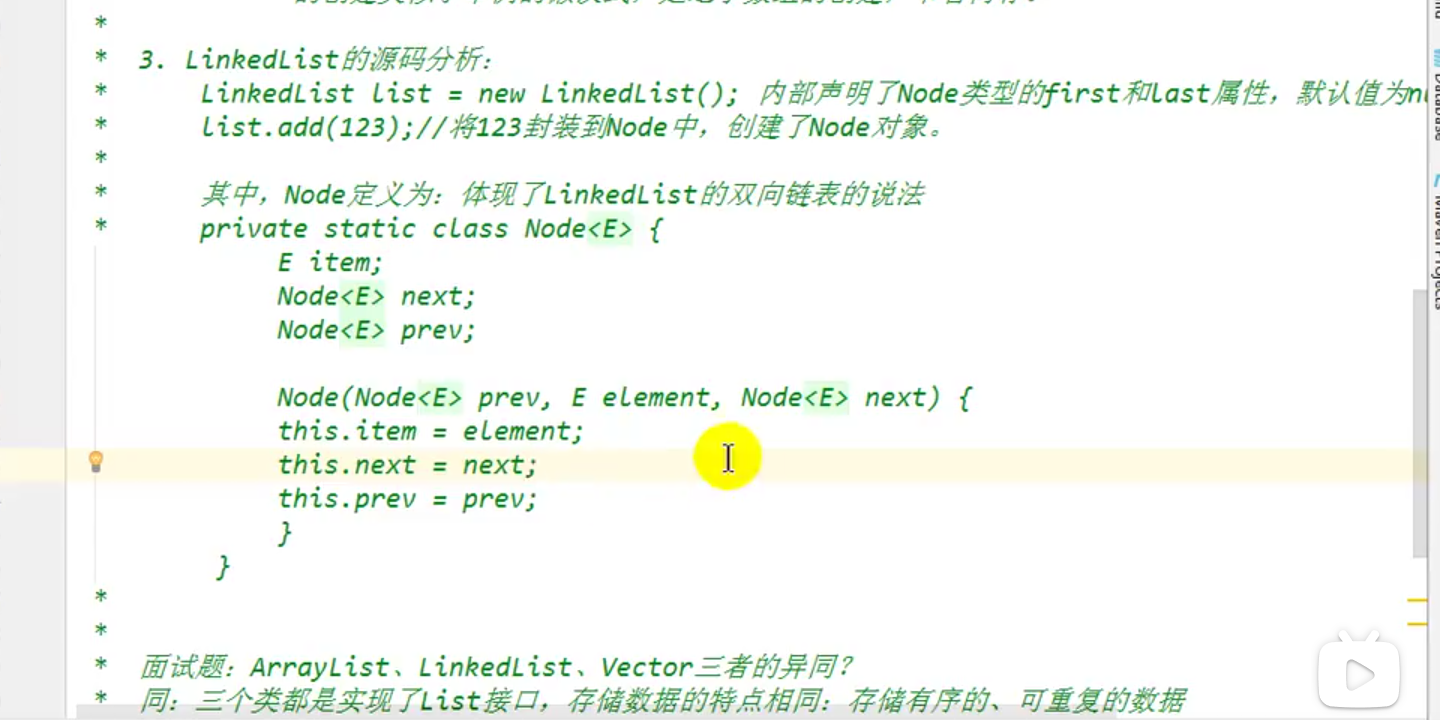 *
* 3. LinkedList的源码分析：
* LinkedList list = new LinkedList(); 内部声明了Node类型的first和last属性，默认值为nu
* list.add(123);//将123封装到Node中，创建了Node对象。
*
* 其中，Node定义为：体现了LinkedList的双向链表的说法
* private static class Node<E> {
E item;
Node<E> next;
Node<E> prev;
Node(Node<E> prev, E element, Node<E> next) {
this.item = element;
this.next = next;
this.prev = prev;
}
}
*
*
* 面试题：ArrayList、LinkedList、Vector三者的异同？
* 同：三个类都是实现了List接口，存储数据的特点相同：存储有序的、可重复的数据
Database
Maven Projects